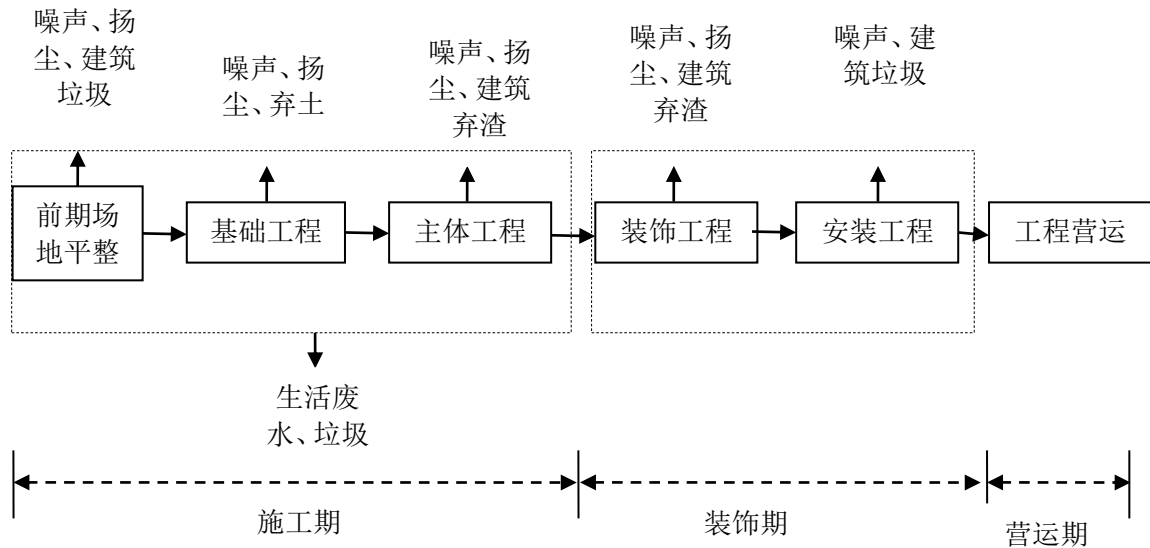 噪声、扬
尘、建筑
垃圾
噪声、扬
尘、弃土
噪声、扬
尘、建筑
弃渣
噪声、扬
尘、建筑
弃渣
噪声、建
筑垃圾
前期场
地平整
基础工程
主体工程
装饰工程
安装工程
工程营运
生活废
水、垃圾
施工期
装饰期
营运期